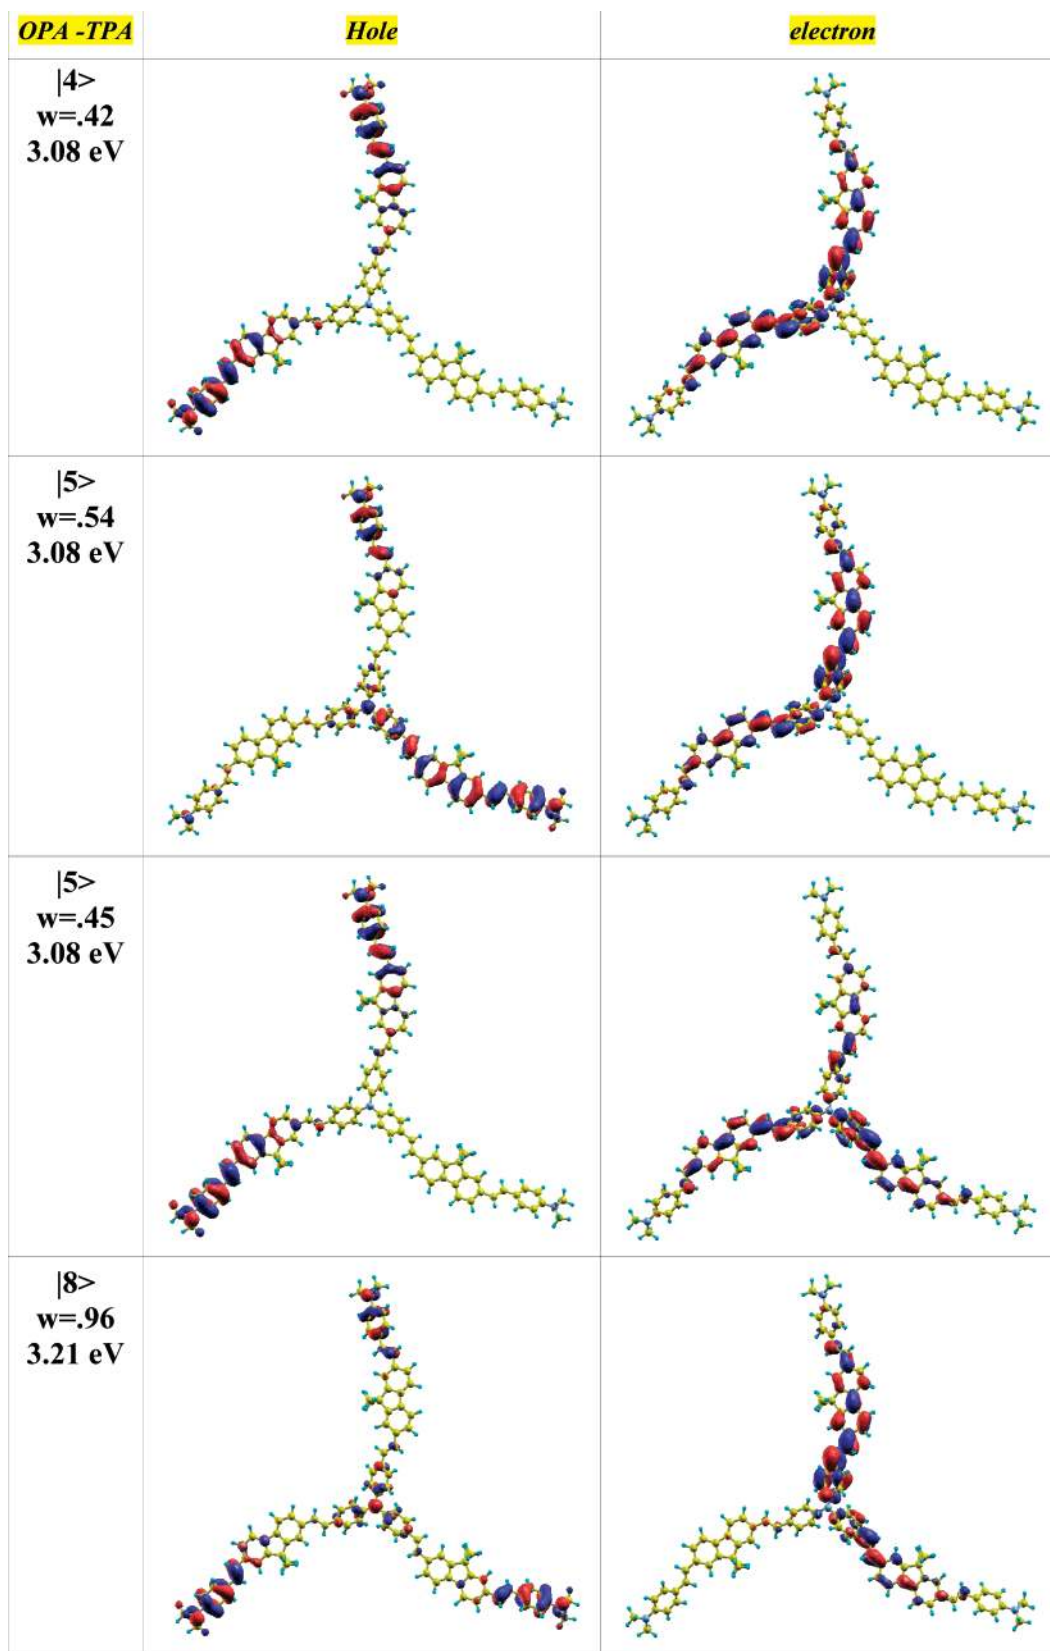 OPA -TPA Hole electron
|4>
w=.42
3.08 eV
|5>
w=.54
3.08 eV
|5>
w=.45
3.08 eV
|8>
w=.96
3.21 eV